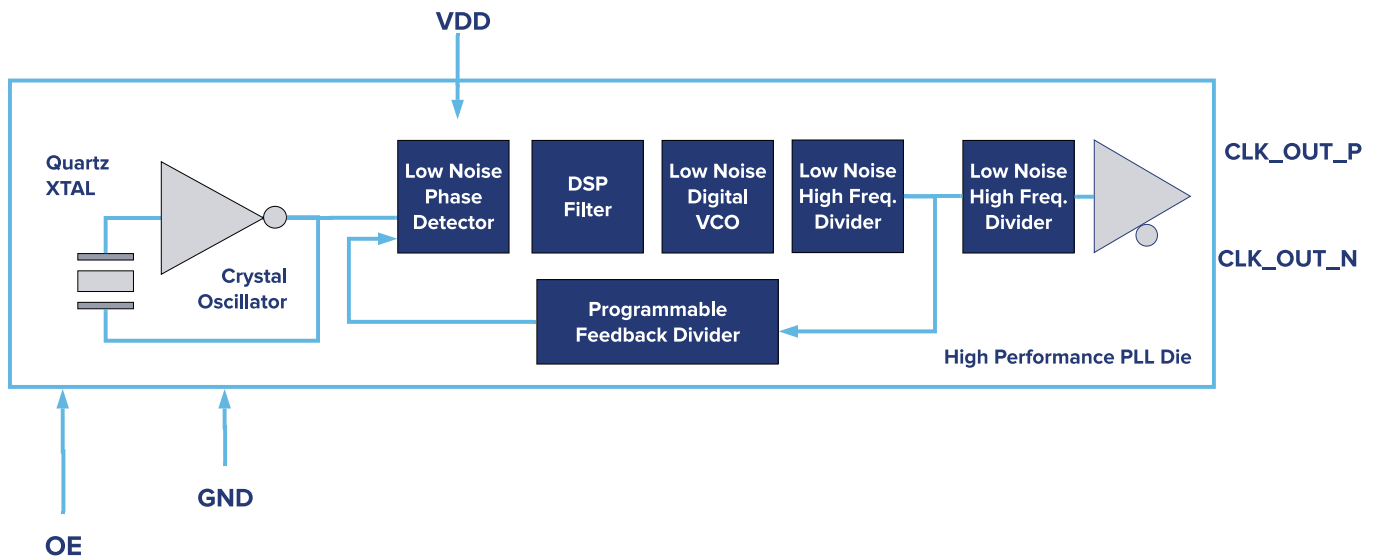 VDD
Quartz
XTAL
Crystal
Oscillator
Low Noise
Phase
Detector
DSP
Filter
Low Noise
Digital
VCO
Low Noise
High Freq.
Divider
Low Noise
High Freq.
Divider
CLK_OUT_P
CLK_OUT_N
Programmable
Feedback Divider
High Performance PLL Die
GND
OE